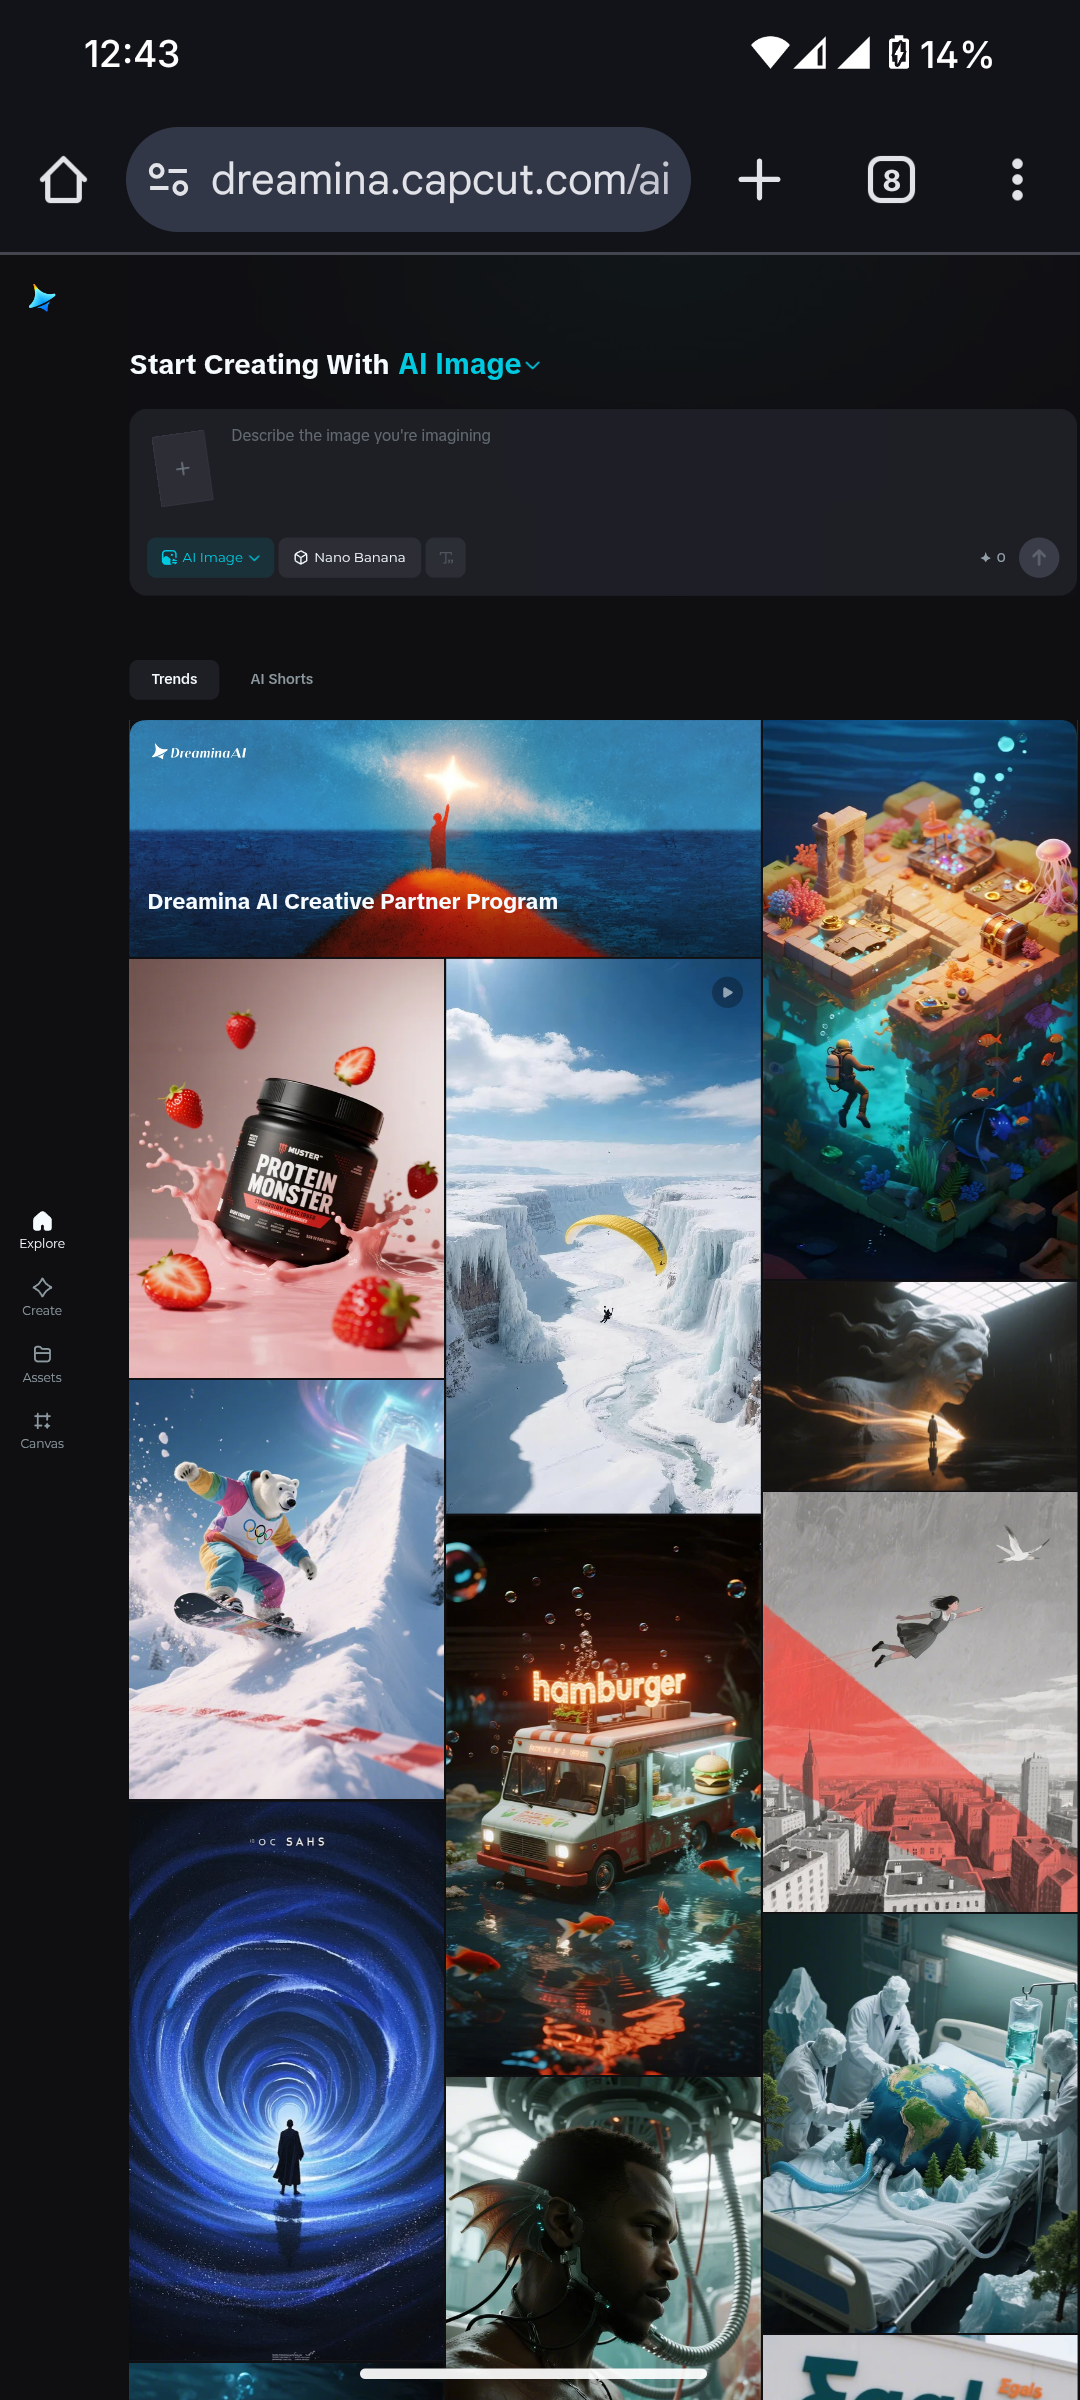 12:43
14%
dreamina.capcut.com/ai
8
Start Creating With AI Image
Describe the image you're imagining
AI Image
Nano Banana
0
Trends
AI Shorts
DreaminaAI
Dreamina AI Creative Partner Program
MUSTER
PROTEIN
MONSTER
Explore
Create
Assets
Canvas
hamburger
OC SAHS
Egals